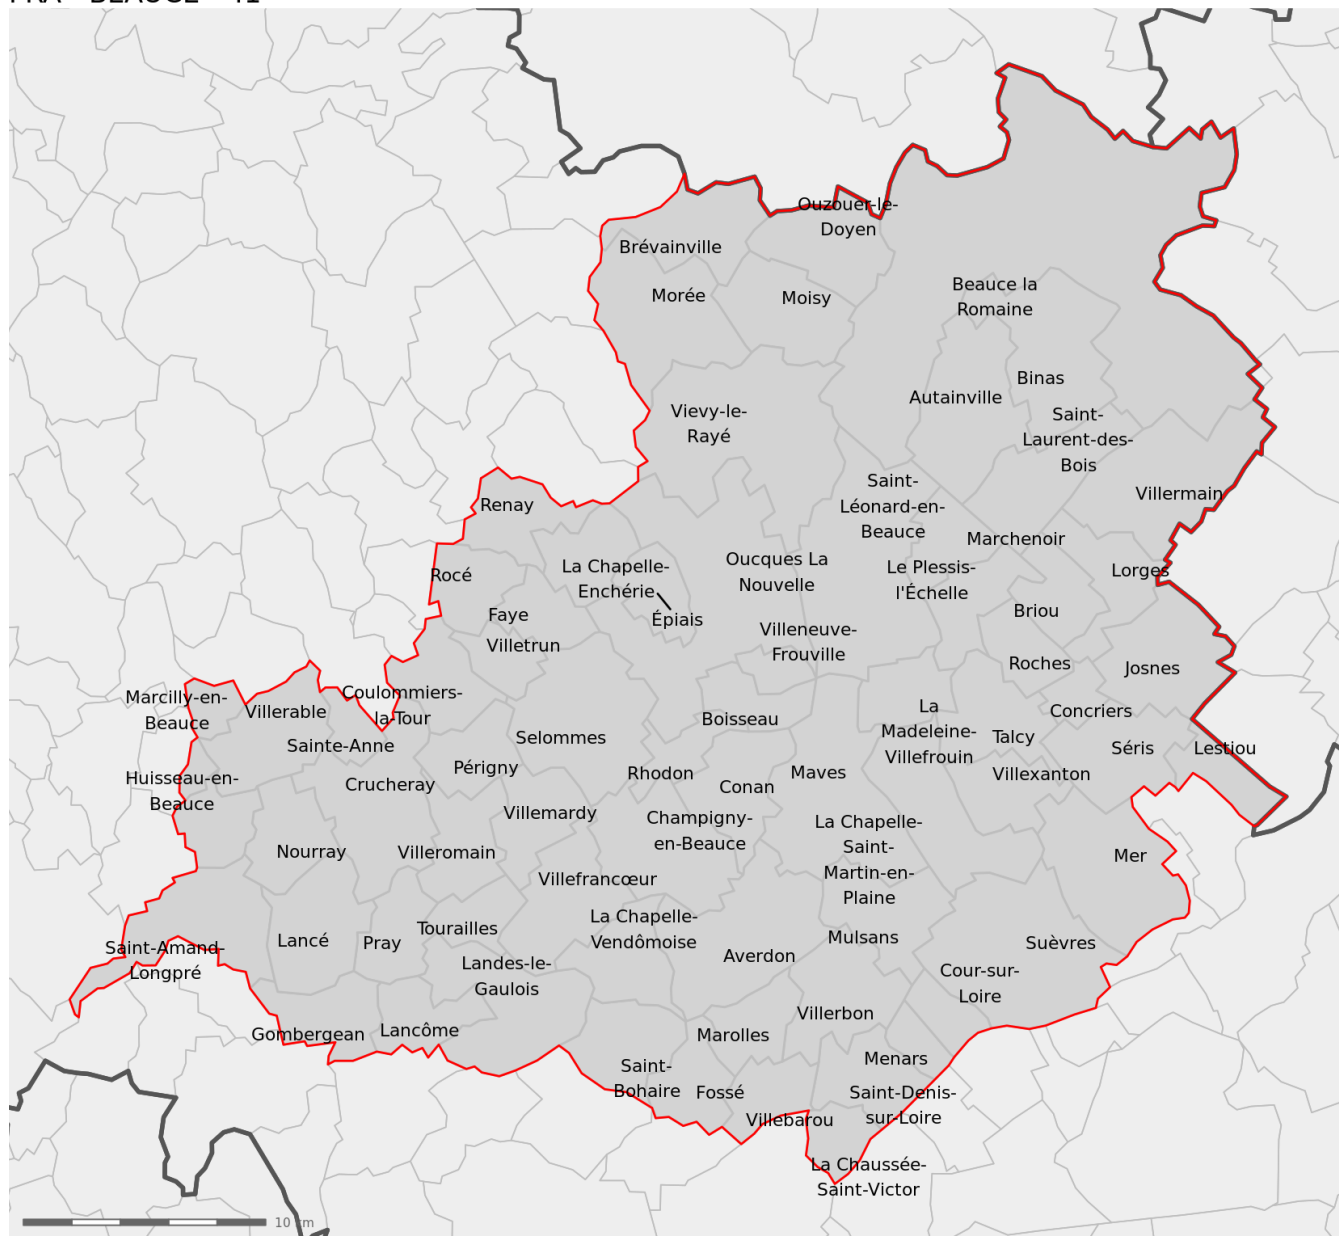 PRA - BEAUCE - 41
Ouzouer-le-
Doyen
Brévainville
Morée
Moisy
Beauce la
Romaine
Binas
Autainville
Saint-
Laurent-des-
Bois
Vievy-le-
Rayé
Saint-
Léonard-en-
Beauce
Villermain
Renay
Marchenoir
La Chapelle-
Enchérie
Oucques La
Nouvelle
Le Plessis-
l'Échelle
Lorges
Rocé
Faye
Épiais
Briou
Villetrun
Villeneuve-
Frouville
Roches
Josnes
Marcilly-en-
Beauce
Villerable
Coulommiers-
la-Tour
Boisseau
La
Madeleine-
Villefrouin
Concriers
Talcy
Séris
Lestiou
Sainte-Anne
Selommes
Périgny
Rhodon
Maves
Villexanton
Huisseau-en-
Beauce
Crucheray
Conan
Villemardy
Champigny-
en-Beauce
La Chapelle-
Saint-
Martin-en-
Plaine
Nourray
Villeromain
Mer
Villefrancœur
La Chapelle-
Vendômoise
Tourailles
Lancé
Pray
Mulsans
Suèvres
Saint-Amand-
Longpré
Averdon
Landes-le-
Gaulois
Cour-sur-
Loire
Villerbon
Gombergean
Lancôme
Marolles
Menars
Saint-
Bohaire
Fossé
Saint-Denis-
sur-Loire
Villebarou
La Chaussée-
Saint-Victor
10 km